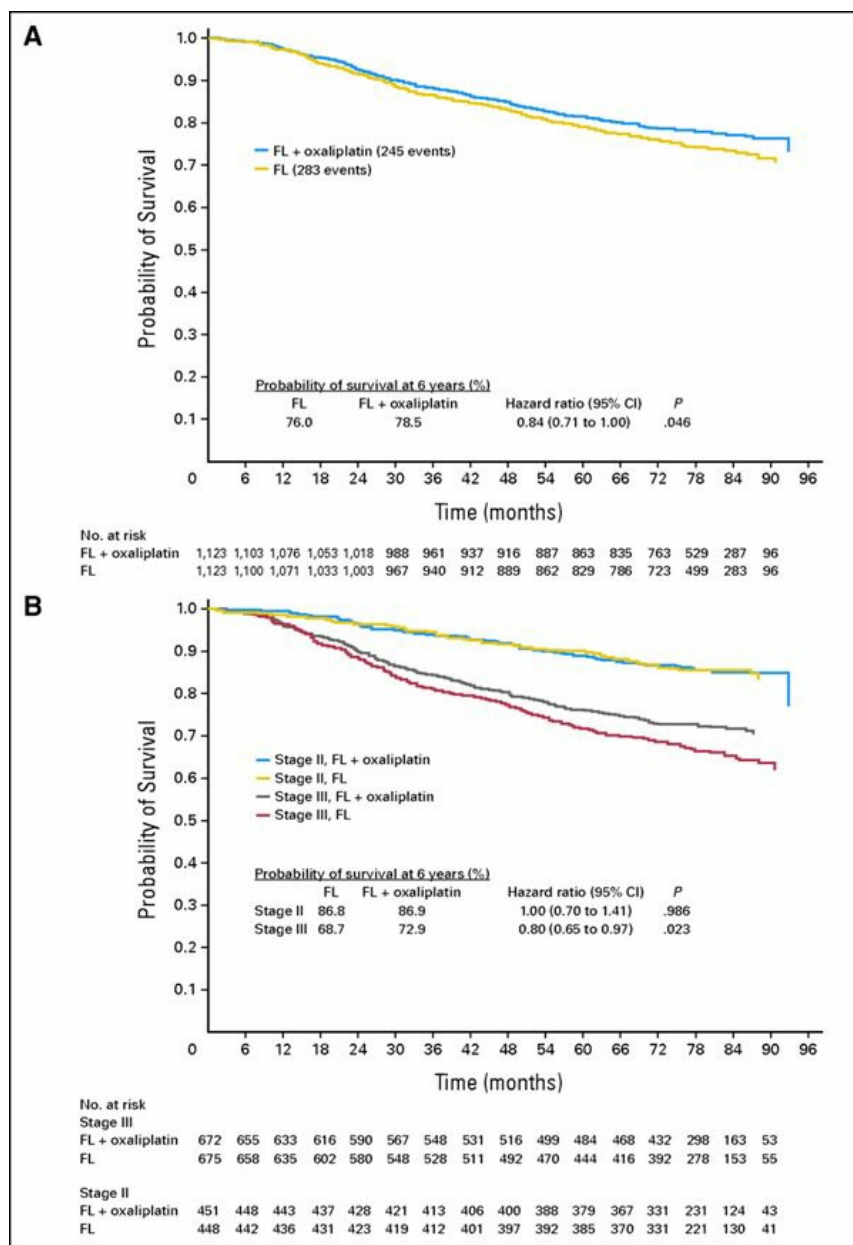 A
Probability of Survival
1.0
0.9
0.8
0.7
0.6
0.5
0.4
0.3
0.2
0.1
FL + oxaliplatin (245 events)
FL (283 events)
Probability of survival at 6 years (%)
FL FL + oxaliplatin Hazard ratio (95% CI) P
76.0 78.5 0.84 (0.71 to 1.00) .046
0 6 12 18 24 30 36 42 48 54 60 66 72 78 84 90 96
Time (months)
No. at risk
FL + oxaliplatin 1,123 1,103 1,076 1,053 1,018 988 961 937 916 887 863 835 763 529 287 96
FL 1,123 1,100 1,071 1,033 1,003 967 940 912 889 862 829 786 723 499 283 96
B
Probability of Survival
1.0
0.9
0.8
0.7
0.6
0.5
0.4
0.3
0.2
0.1
Stage II, FL + oxaliplatin
Stage II, FL
Stage III, FL + oxaliplatin
Stage III, FL
Probability of survival at 6 years (%)
FL FL + oxaliplatin Hazard ratio (95% CI) P
Stage II 86.8 86.9 1.00 (0.70 to 1.41) .986
Stage III 68.7 72.9 0.80 (0.65 to 0.97) .023
0 6 12 18 24 30 36 42 48 54 60 66 72 78 84 90 96
Time (months)
No. at risk
Stage III
FL + oxaliplatin 672 655 633 616 590 567 548 531 516 499 484 468 432 298 163 53
FL 675 658 635 602 580 548 528 511 492 470 444 416 392 278 153 55
Stage II
FL + oxaliplatin 451 448 443 437 428 421 413 406 400 388 379 367 331 231 124 43
FL 448 442 436 431 423 419 412 401 397 392 385 370 331 221 130 41